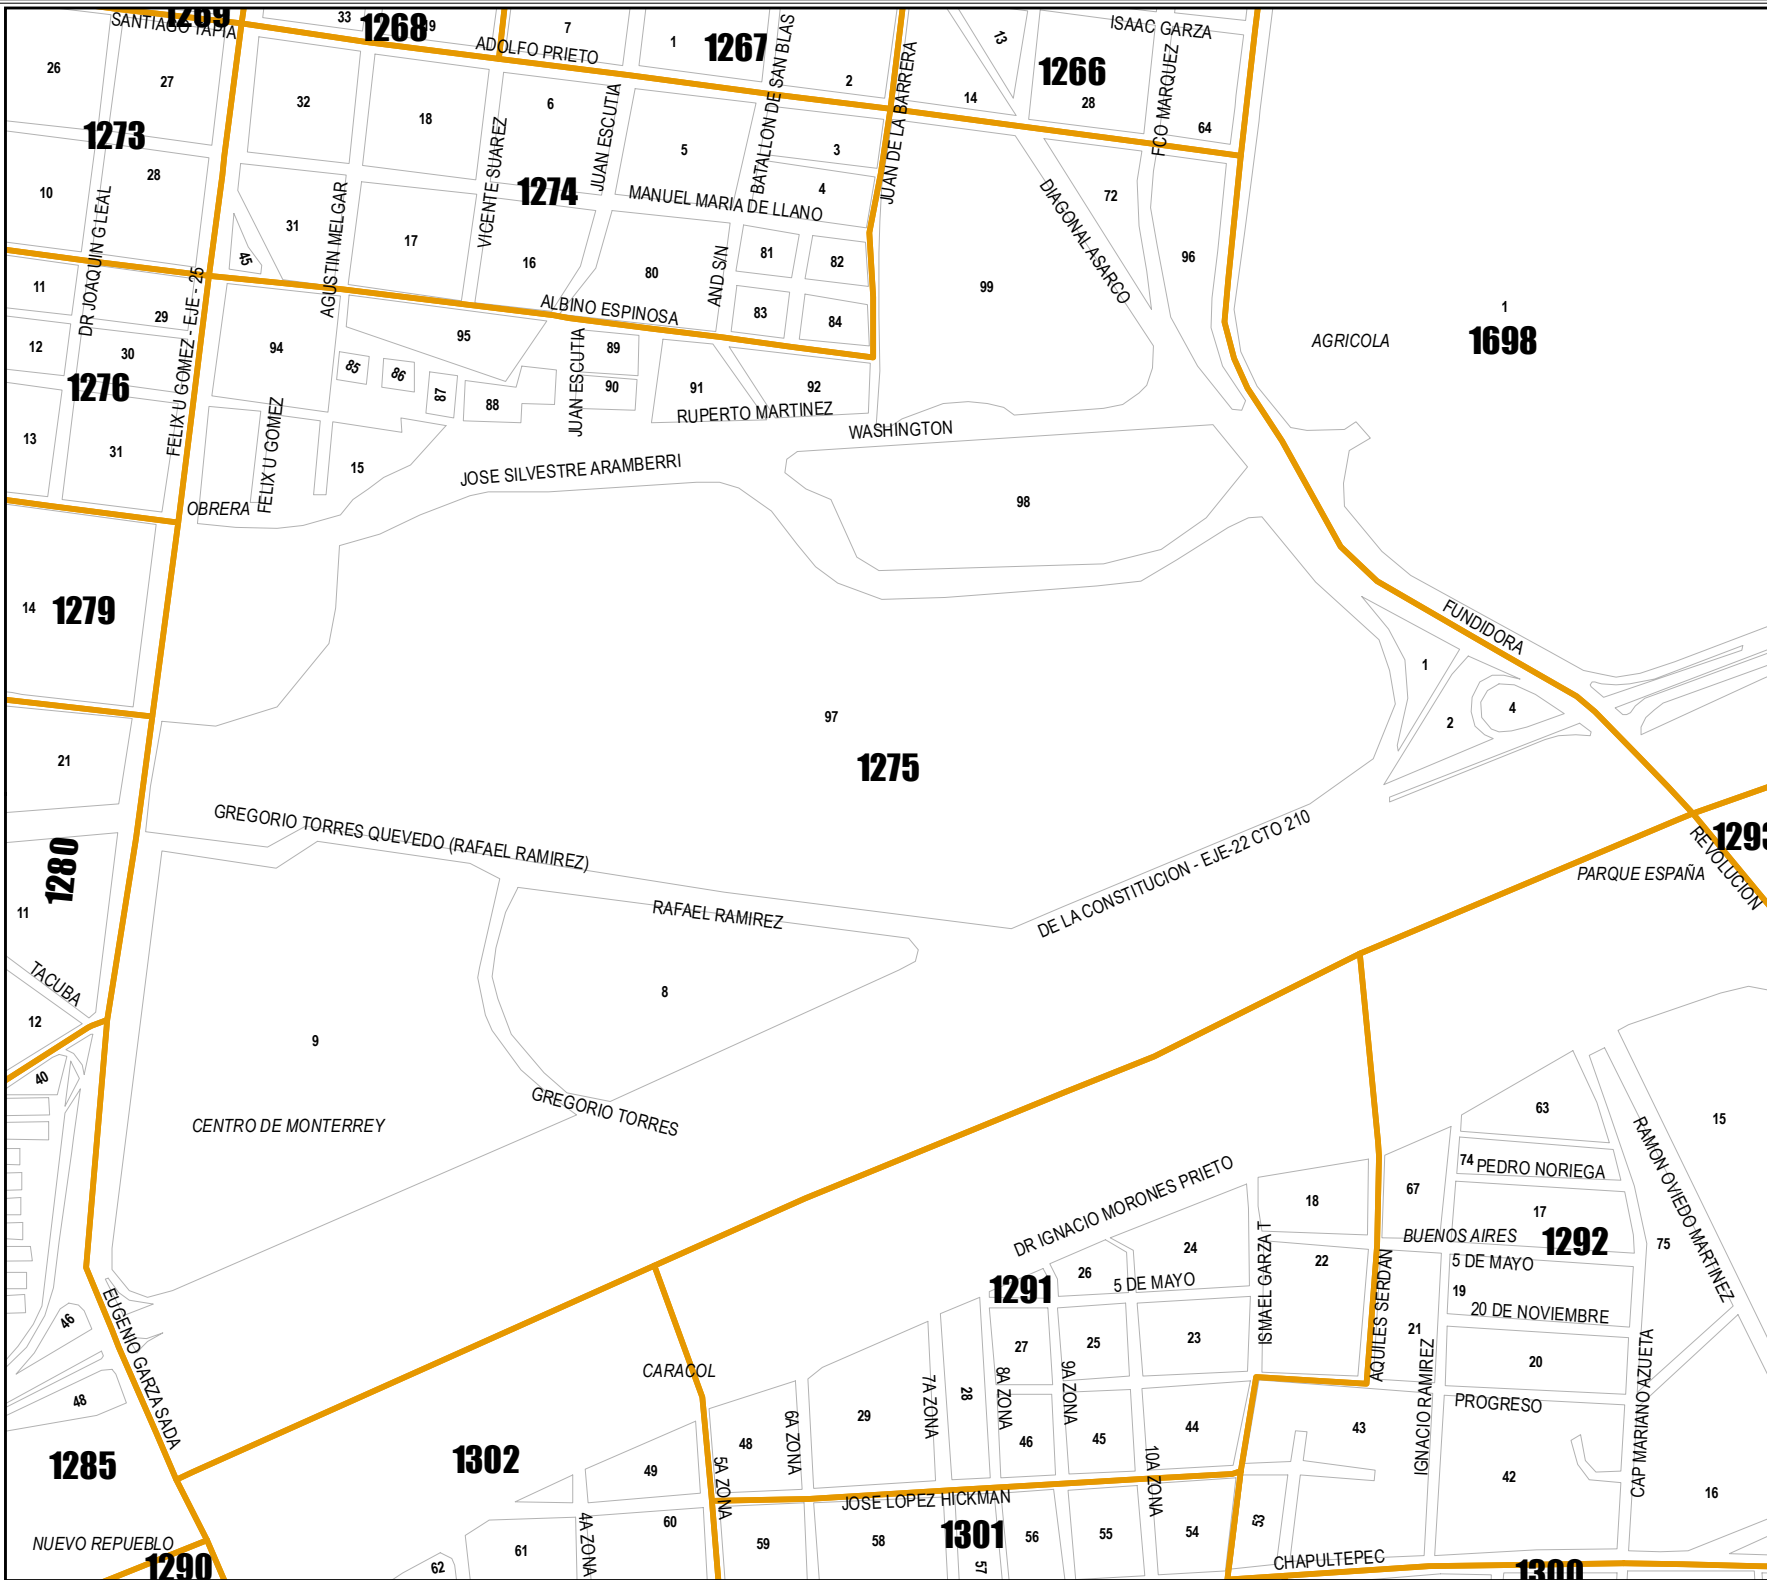 1269
SANTIAGO TAPIA
33
1268
19
7
ADOLFO PRIETO
1
1267
BATALLON DE SAN BLAS
2
JUAN DE LA BARRERA
13
ISAAC GARZA
1266
14
28
FCO MARQUEZ
64
26
27
32
18
6
JUAN ESCUTIA
5
3
4
1273
28
10
DR JOAQUIN G LEAL
VICENTE SUAREZ
1274
MANUEL MARIA DE LLANO
AGUSTIN MELGAR
31
45
17
16
80
AND S/N
81
82
83
84
99
DIAGONAL ASARCO
72
96
11
29
FELIX U GOMEZ - EJE - 25
ALBINO ESPINOSA
1
AGRICOLA
1698
12
30
94
95
1276
85
86
87
88
89
90
JUAN ESCUTIA
91
92
RUPERTO MARTINEZ
WASHINGTON
13
31
FELIX U GOMEZ
15
JOSE SILVESTRE ARAMBERRI
98
OBRERA
14
1279
FUNDIDORA
1
2
4
97
21
1275
GREGORIO TORRES QUEVEDO (RAFAEL RAMIREZ)
DE LA CONSTITUCION - EJE-22 CTO 210
1293
REVOLUCION
PARQUE ESPAÑA
1280
11
RAFAEL RAMIREZ
TACUBA
12
8
9
40
GREGORIO TORRES
CENTRO DE MONTERREY
63
15
RAMON OVIEDO MARTINEZ
74
PEDRO NORIEGA
DR IGNACIO MORONES PRIETO
18
67
17
BUENOS AIRES
1292
75
24
26
5 DE MAYO
ISMAEL GARZA T
22
5 DE MAYO
1291
19
20 DE NOVIEMBRE
AQUILES SERDAN
21
EUGENIO GARZA SADA
46
27
25
23
20
CARACOL
48
7A ZONA
28
8A ZONA
9A ZONA
IGNACIO RAMIREZ
CAP MARIANO AZUETA
PROGRESO
29
6A ZONA
48
46
45
44
43
1285
1302
49
5A ZONA
10A ZONA
42
16
JOSE LOPEZ HICKMAN
NUEVO REPUEBLO
60
4A ZONA
61
62
59
58
1301
57
56
55
54
53
CHAPULTEPEC
1290
1300